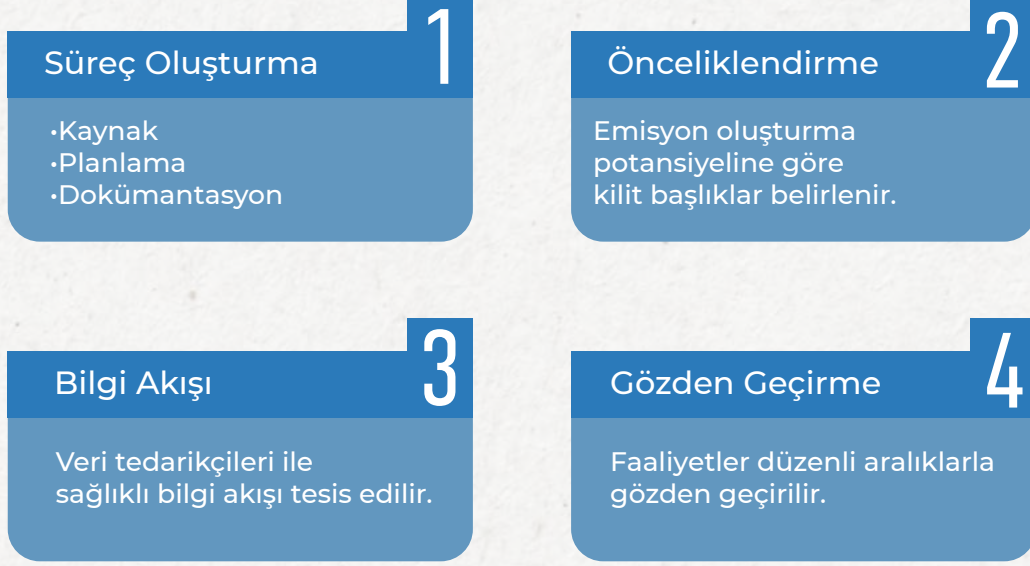 1
Süreç Oluşturma
•Kaynak
•Planlama
•Dokümantasyon
2
Önceliklendirme
Emisyon oluşturma
potansiyeline göre
kilit başlıklar belirlenir.
3
Bilgi Akışı
Veri tedarikçileri ile
sağlıklı bilgi akışı tesis edilir.
4
Gözden Geçirme
Faaliyetler düzenli aralıklarla
gözden geçirilir.